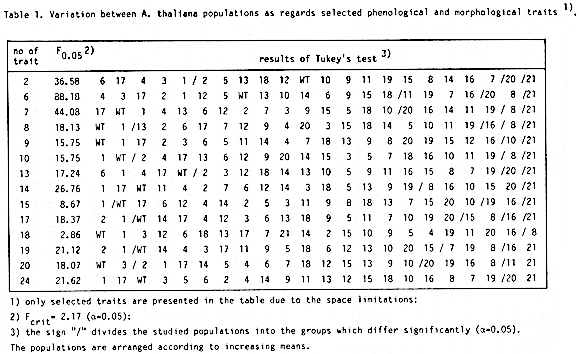 Table 1. Variation between A. thaliana populations as regards selected phenological and morphological traits 1).
no of trait F0.05 2) results of Tukey's test 3)
2 36.58 6 17 4 3 1 / 2 5 13 18 12 WT 10 9 11 19 15 8 14 16 7 /20 /21
6 88.18 4 3 17 2 1 12 5 WT 13 10 14 6 9 15 18 /11 19 7 16 /20 8 /21
7 44.08 17 WT 1 4 13 6 12 2 7 3 9 15 5 18 10 /20 16 14 11 19 / 8 /21
8 18.13 WT 1 /13 2 6 17 7 12 9 4 20 3 15 18 14 5 10 11 19 /16 / 8 /21
9 15.75 WT 1 17 2 3 6 5 11 14 4 7 18 13 9 8 20 19 15 12 16 /10 /21
10 15.75 1 WT / 2 4 17 13 6 12 9 20 14 15 3 5 7 18 16 10 11 19 / 8 /21
13 17.24 6 1 4 17 WT / 2 3 12 18 14 13 10 5 9 11 16 15 8 7 19 /20 /21
14 26.76 1 17 WT 11 4 2 7 6 12 14 3 18 5 13 9 19 / 8 16 10 15 20 /21
15 8.67 1 /WT 17 6 12 4 14 2 5 3 11 9 8 18 13 7 15 20 10 /19 16 /21
17 18.37 2 1 /WT 14 17 4 12 3 6 13 18 9 5 11 7 10 19 20 /15 8 /16 /21
18 2.86 WT 1 3 12 6 18 13 17 7 21 14 2 15 10 9 5 4 19 11 20 16 / 8
19 21.12 2 1 /WT 14 4 3 17 11 9 5 18 6 12 13 10 20 15 / 7 19 8 /16 21
20 18.07 WT 3 / 2 1 17 14 5 4 6 7 18 12 15 13 9 10 /20 19 16 8 /11 21
24 21.62 1 17 WT 3 5 6 2 4 14 9 11 13 12 15 18 10 16 8 7 19 /20 21
1) only selected traits are presented in the table due to the space limitations;
2) Fcrit= 2.17 (α=0.05);
3) the sign "/" divides the studied populations into the groups which differ significantly (α=0.05).
The populations are arranged according to increasing means.